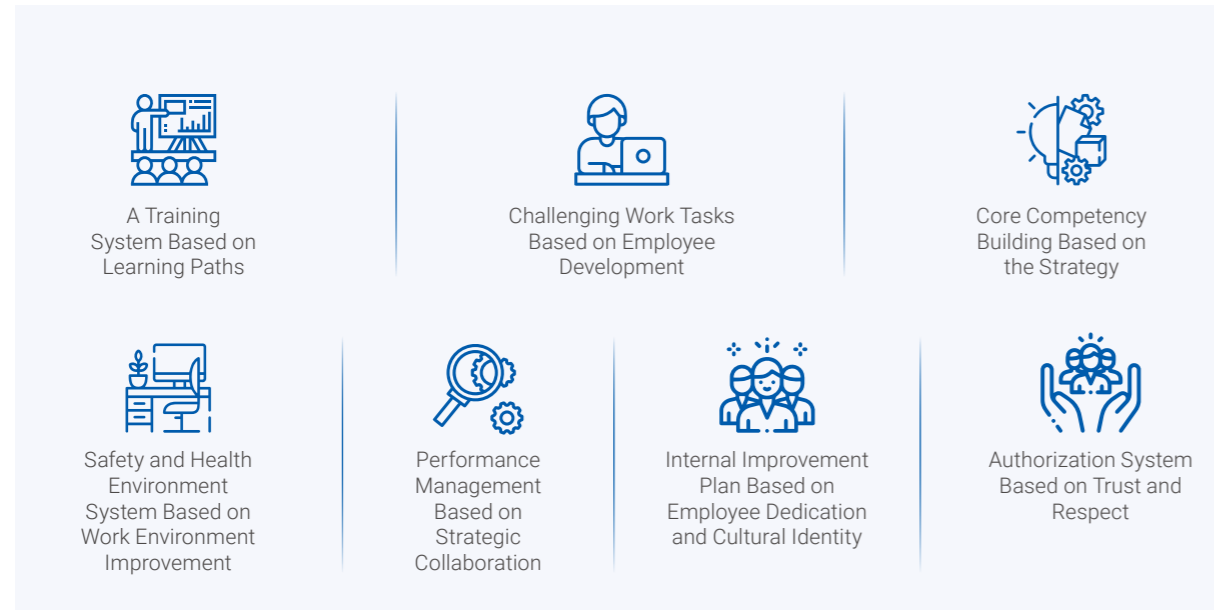 A Training
System Based on
Learning Paths
Challenging Work Tasks
Based on Employee
Development
Core Competency
Building Based on
the Strategy
Safety and Health
Environment
System Based on
Work Environment
Improvement
Performance
Management
Based on
Strategic
Collaboration
Internal Improvement
Plan Based on
Employee Dedication
and Cultural Identity
Authorization System
Based on Trust and
Respect